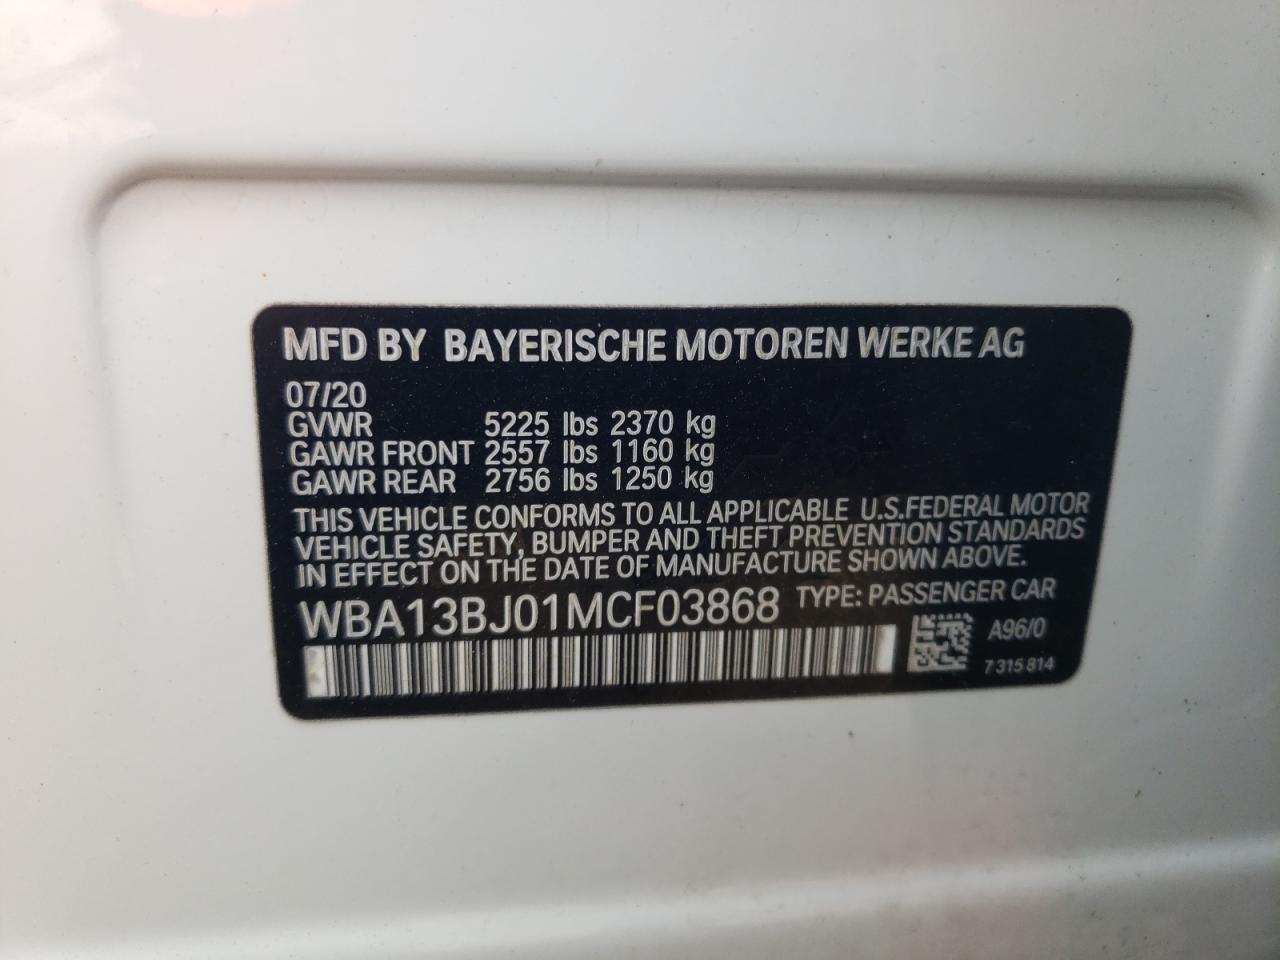 MFD BY BAYERISCHE MOTOREN WERKE AG
07/20
GVWR 5225 lbs 2370 kg
GAWR FRONT 2557 lbs 1160 kg
GAWR REAR 2756 lbs 1250 kg
THIS VEHICLE CONFORMS TO ALL APPLICABLE U.S.FEDERAL MOTOR
VEHICLE SAFETY, BUMPER AND THEFT PREVENTION STANDARDS
IN EFFECT ON THE DATE OF MANUFACTURE SHOWN ABOVE.
WBA13BJ01MCF03868 TYPE: PASSENGER CAR
A96/0
7 315 814